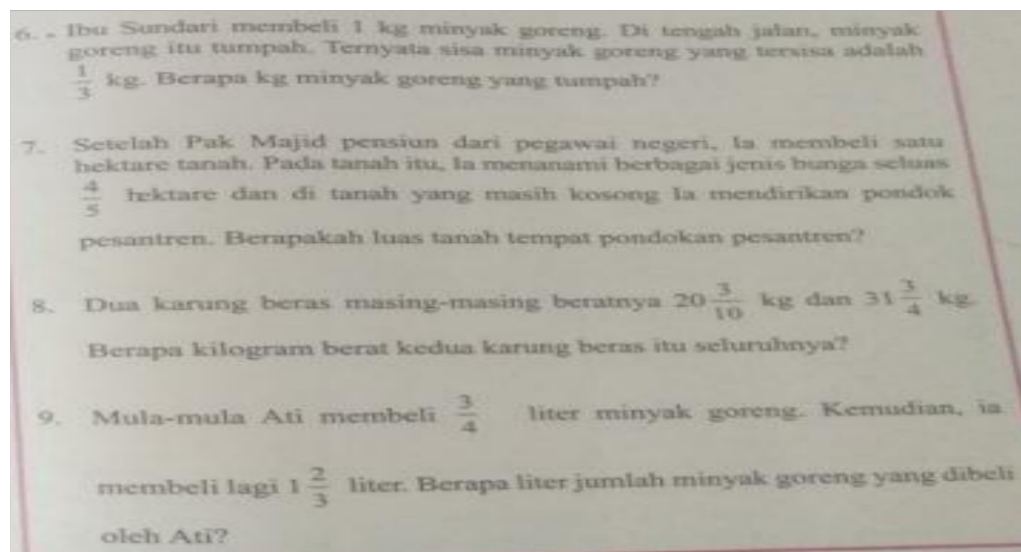 6. - Ibu Sundari membeli 1 kg minyak goreng. Di tengah jalan, minyak
goreng itu tumpah. Ternyata sisa minyak goreng yang tersisa adalah
1/3 kg. Berapa kg minyak goreng yang tumpah?
7. Setelah Pak Majid pensiun dari pegawai negeri, Ia membeli satu
hektare tanah. Pada tanah itu, Ia menanami berbagai jenis bunga seluas
4/5 hektare dan di tanah yang masih kosong Ia mendirikan pondok
pesantren. Berapakah luas tanah tempat pondokan pesantren?
8. Dua karung beras masing-masing beratnya 20 3/10 kg dan 31 3/4 kg.
Berapa kilogram berat kedua karung beras itu seluruhnya?
9. Mula-mula Ati membeli 3/4 liter minyak goreng. Kemudian, ia
membeli lagi 1 2/3 liter. Berapa liter jumlah minyak goreng yang dibeli
oleh Ati?